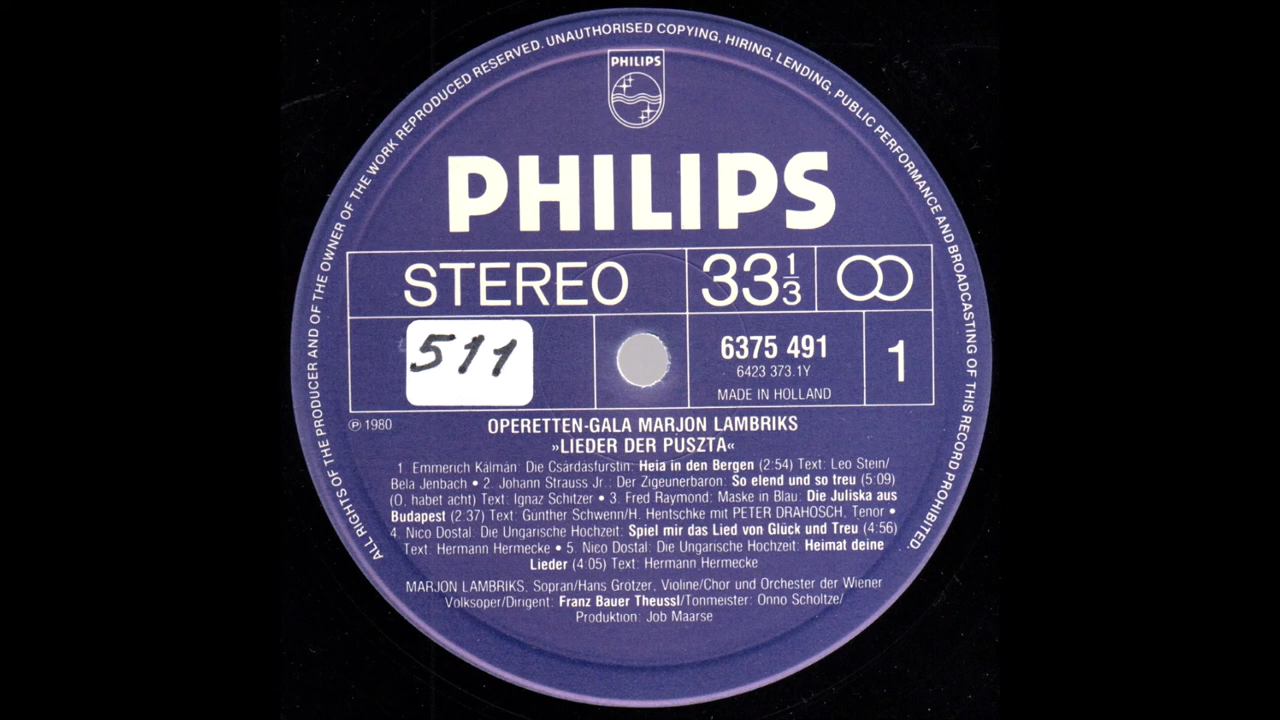 ALL RIGHTS OF THE PRODUCER AND OF THE OWNER OF THE WORK REPRODUCED RESERVED. UNAUTHORISED COPYING, HIRING, LENDING, PUBLIC PERFORMANCE AND BROADCASTING OF THIS RECORD PROHIBITED.
PHILIPS
PHILIPS
STEREO
33 1/3
511
6375 491
6423 373.1Y
MADE IN HOLLAND
1
Ⓟ 1980
OPERETTEN-GALA MARJON LAMBRIKS
»LIEDER DER PUSZTA«
1. Emmerich Kálmán: Die Csárdásfürstin: Heia in den Bergen (2:54) Text: Leo Stein/
Bela Jenbach • 2. Johann Strauss Jr.: Der Zigeunerbaron: So elend und so treu (5:09)
(O, habet acht) Text: Ignaz Schitzer • 3. Fred Raymond: Maske in Blau: Die Juliska aus
Budapest (2:37) Text: Günther Schwenn/H. Hentschke mit PETER DRAHOSCH, Tenor •
4. Nico Dostal: Die Ungarische Hochzeit: Spiel mir das Lied von Glück und Treu (4:56)
Text: Hermann Hermecke • 5. Nico Dostal: Die Ungarische Hochzeit: Heimat deine
Lieder (4:05) Text: Hermann Hermecke
MARJON LAMBRIKS, Sopran/Hans Grötzer, Violine/Chor und Orchester der Wiener
Volksoper/Dirigent: Franz Bauer Theussl/Tonmeister: Onno Scholtze/
Produktion: Job Maarse